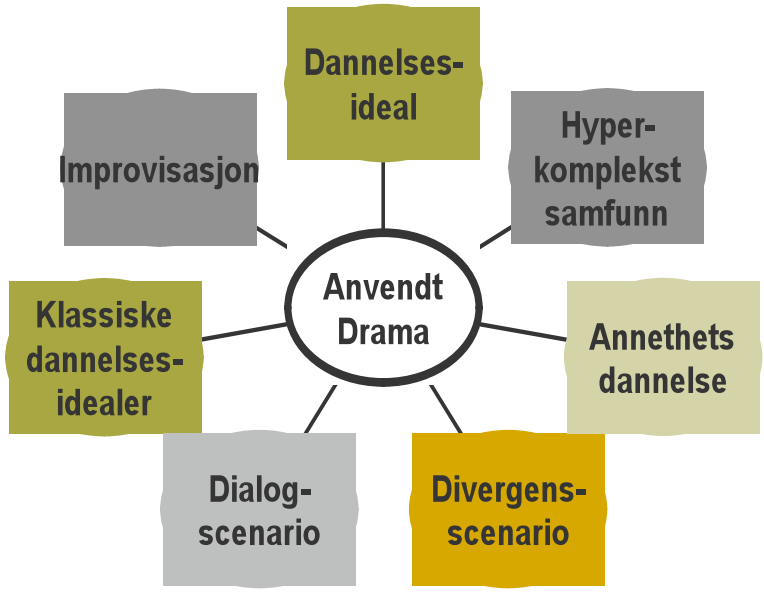 Dannelses-
ideal
Hyper-
komplekst
samfunn
Improvisasjon
Anvendt
Drama
Klassiske
dannelses-
idealer
Annethets
dannelse
Dialog-
scenario
Divergens-
scenario